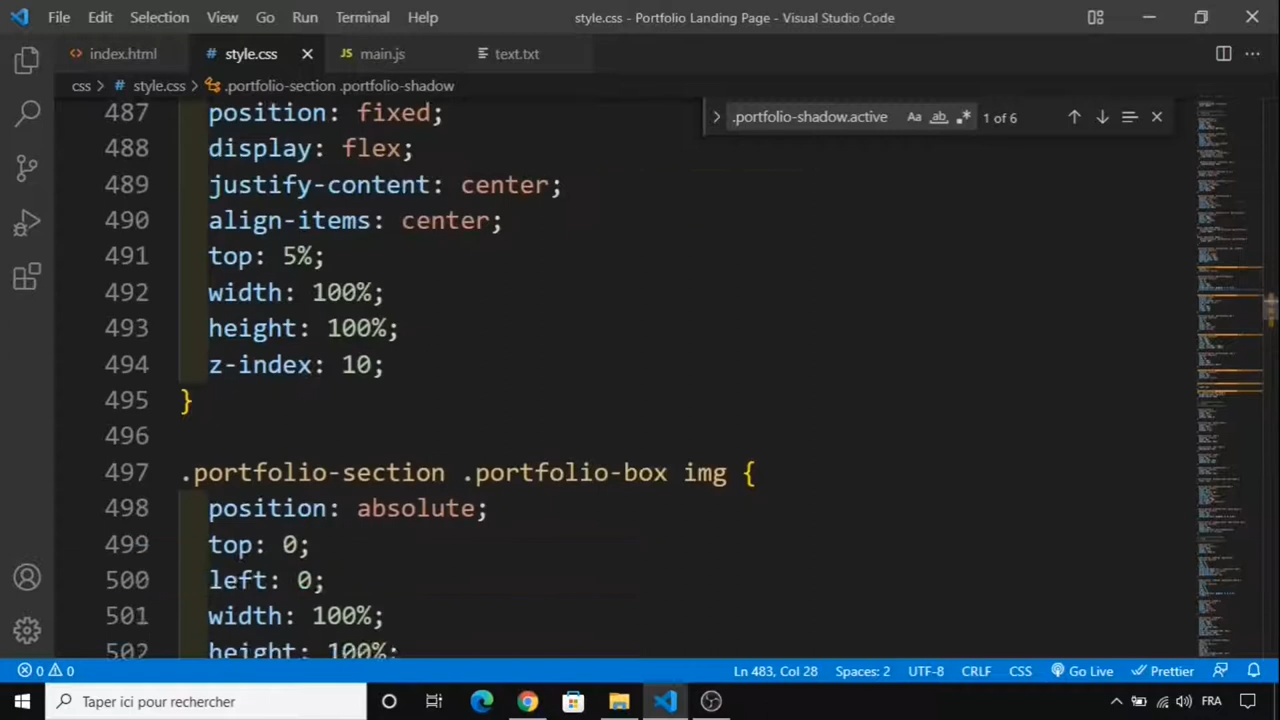 File Edit Selection View Go Run Terminal Help style.css - Portfolio Landing Page - Visual Studio Code
<> index.html # style.css × JS main.js text.txt
css > # style.css > .portfolio-section .portfolio-shadow
.portfolio-shadow.active Aa ab .* 1 of 6
487 position: fixed;
488 display: flex;
489 justify-content: center;
490 align-items: center;
491 top: 5%;
492 width: 100%;
493 height: 100%;
494 z-index: 10;
495 }
496
497 .portfolio-section .portfolio-box img {
498 position: absolute;
499 top: 0;
500 left: 0;
501 width: 100%;
502 height: 100%;
0 0 Ln 483, Col 28 Spaces: 2 UTF-8 CRLF CSS Go Live Prettier
Taper ici pour rechercher FRA